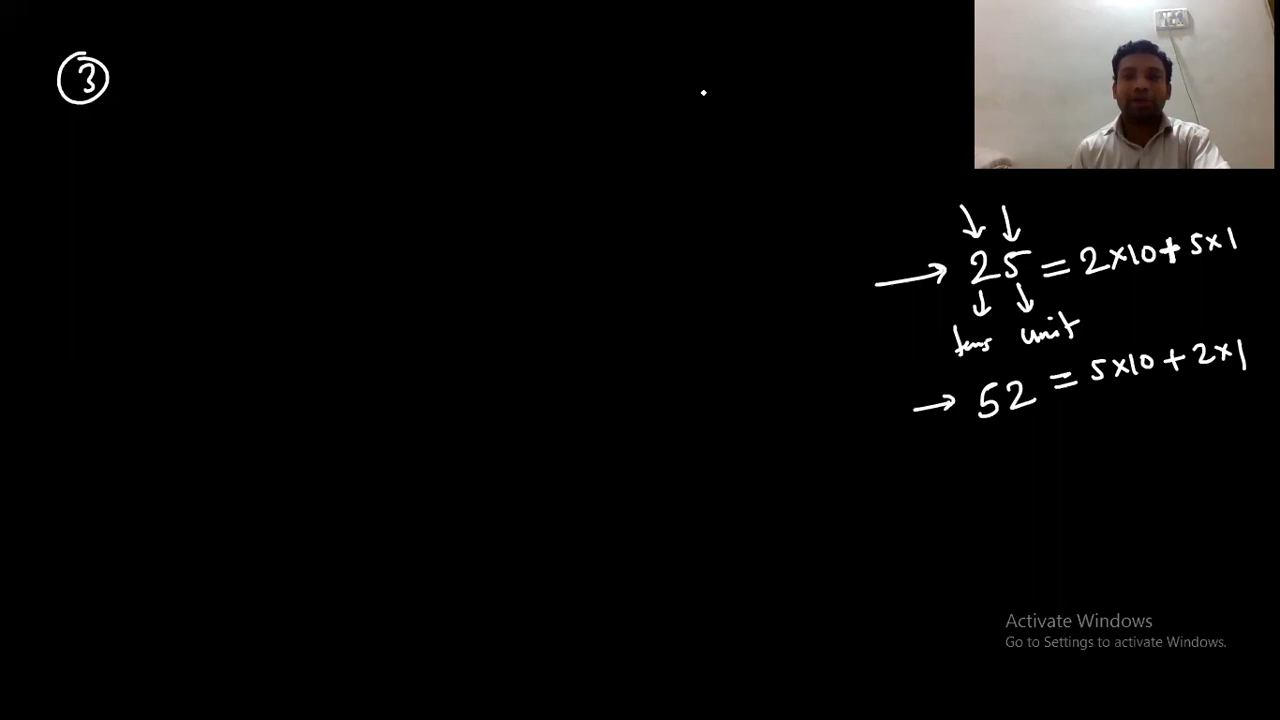 3
25 = 2×10 + 5×1
tens unit
52 = 5×10 + 2×1
Activate Windows
Go to Settings to activate Windows.